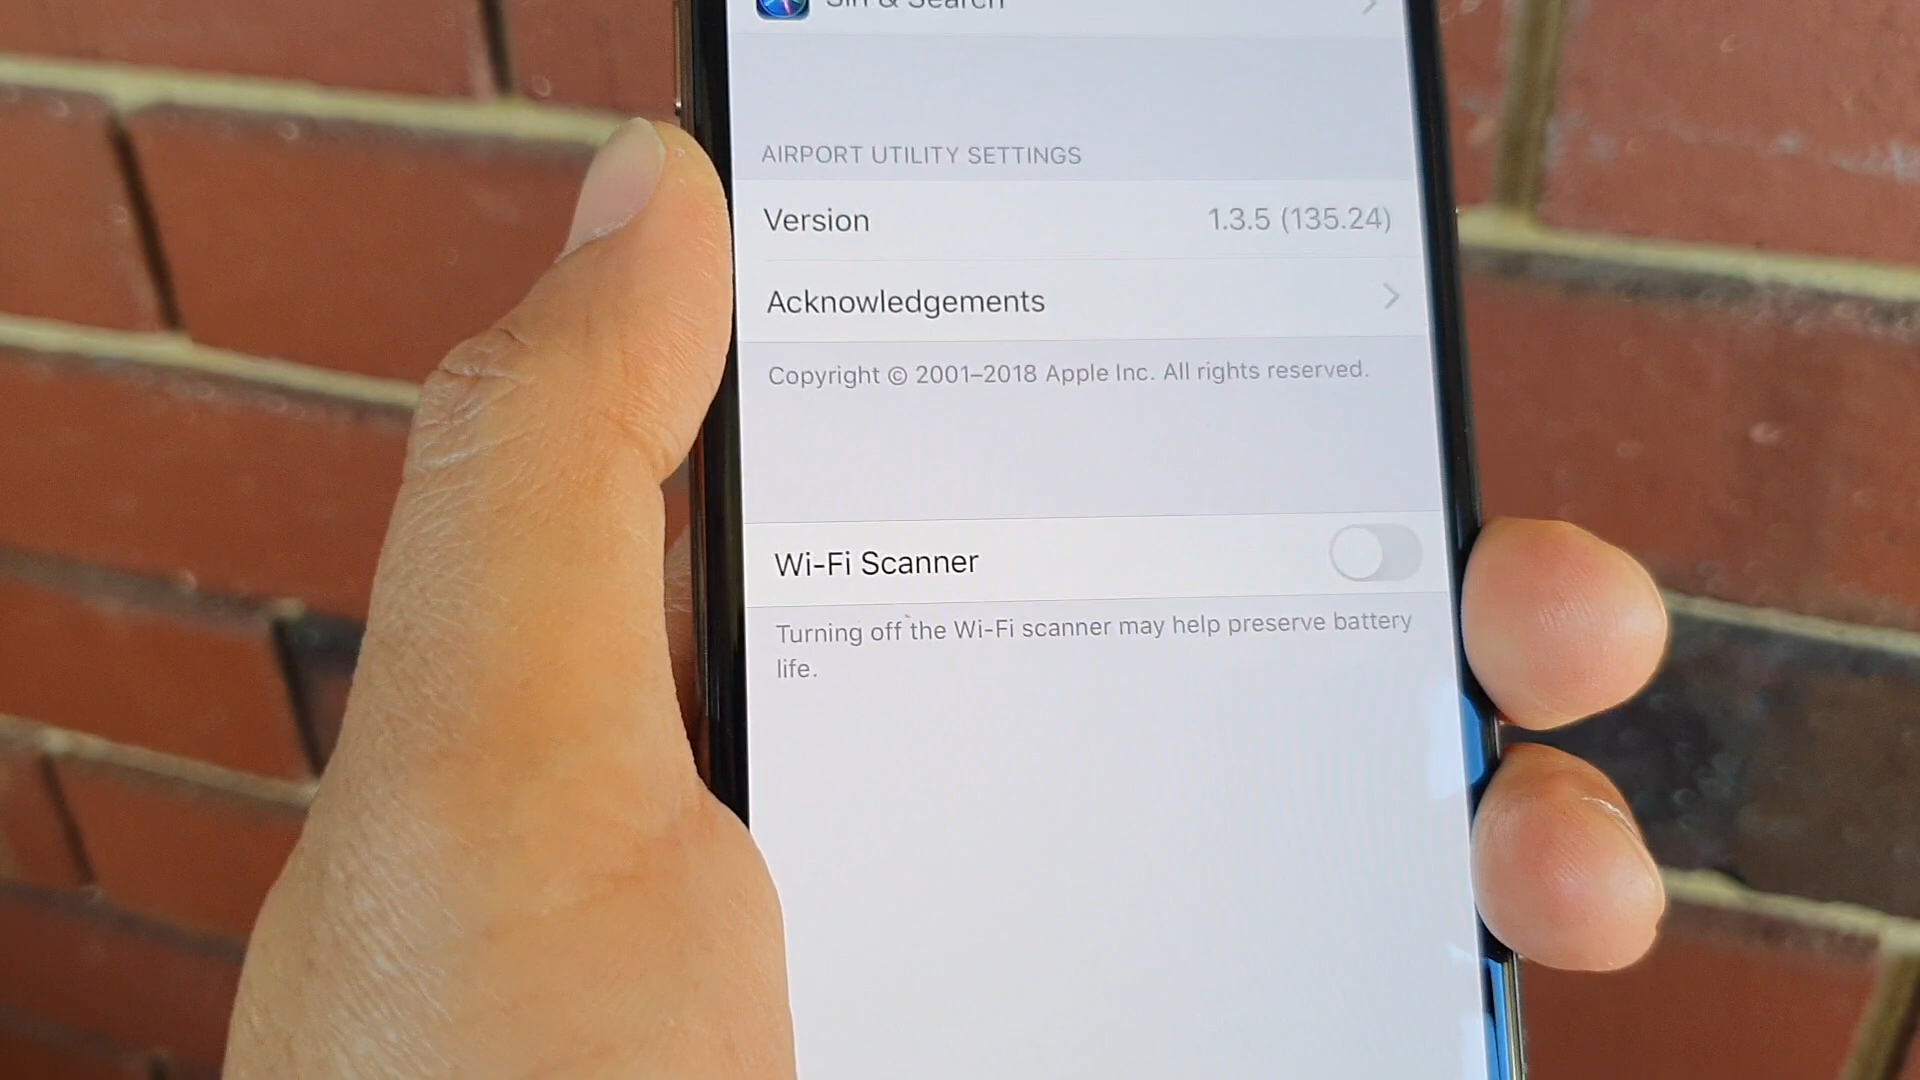 Siri & Search
AIRPORT UTILITY SETTINGS
Version 1.3.5 (135.24)
Acknowledgements
Copyright © 2001–2018 Apple Inc. All rights reserved.
Wi-Fi Scanner
Turning off the Wi-Fi scanner may help preserve battery
life.